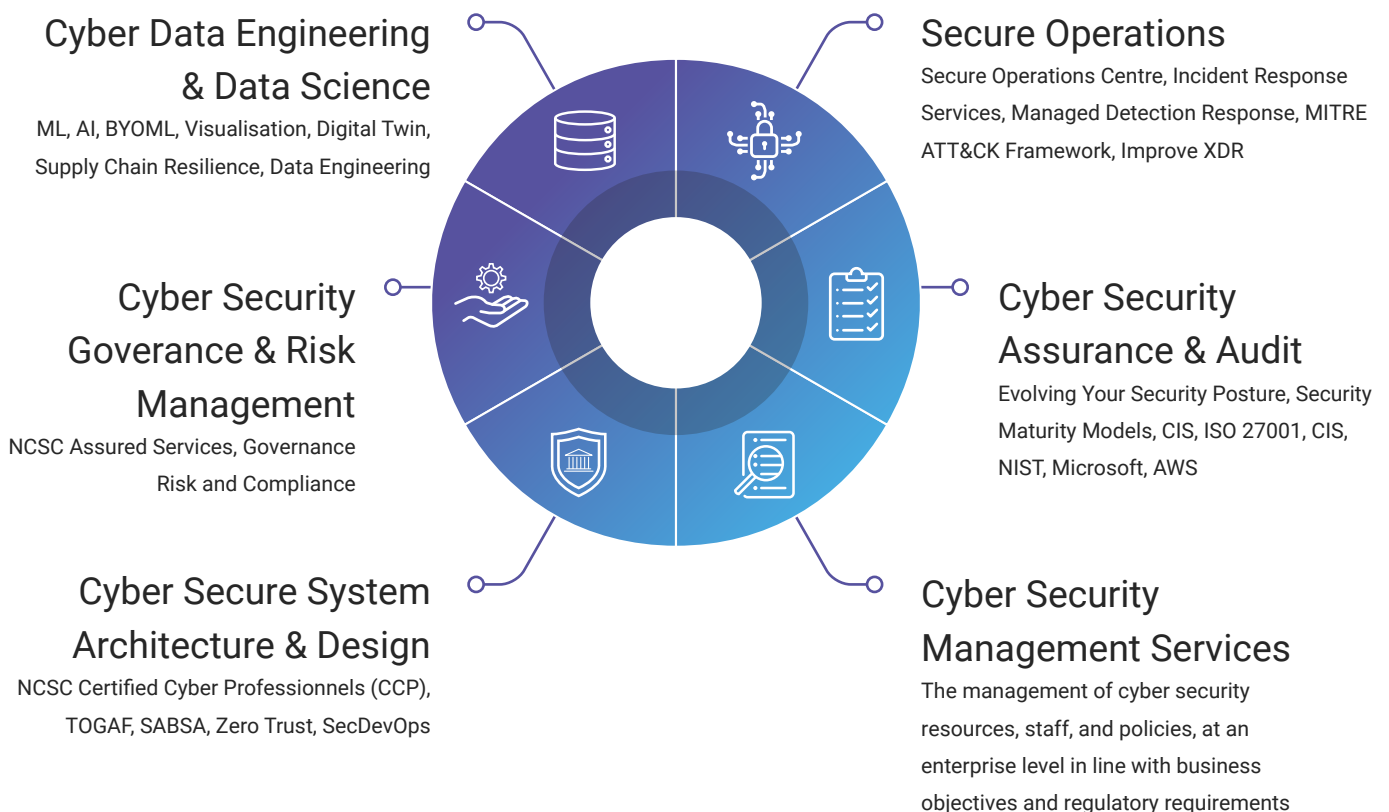 Cyber Data Engineering
& Data Science
ML, AI, BYOML, Visualisation, Digital Twin,
Supply Chain Resilience, Data Engineering
Secure Operations
Secure Operations Centre, Incident Response
Services, Managed Detection Response, MITRE
ATT&CK Framework, Improve XDR
Cyber Security
Goverance & Risk
Management
NCSC Assured Services, Governance
Risk and Compliance
Cyber Security
Assurance & Audit
Evolving Your Security Posture, Security
Maturity Models, CIS, ISO 27001, CIS,
NIST, Microsoft, AWS
Cyber Secure System
Architecture & Design
NCSC Certified Cyber Professionnels (CCP),
TOGAF, SABSA, Zero Trust, SecDevOps
Cyber Security
Management Services
The management of cyber security
resources, staff, and policies, at an
enterprise level in line with business
objectives and regulatory requirements